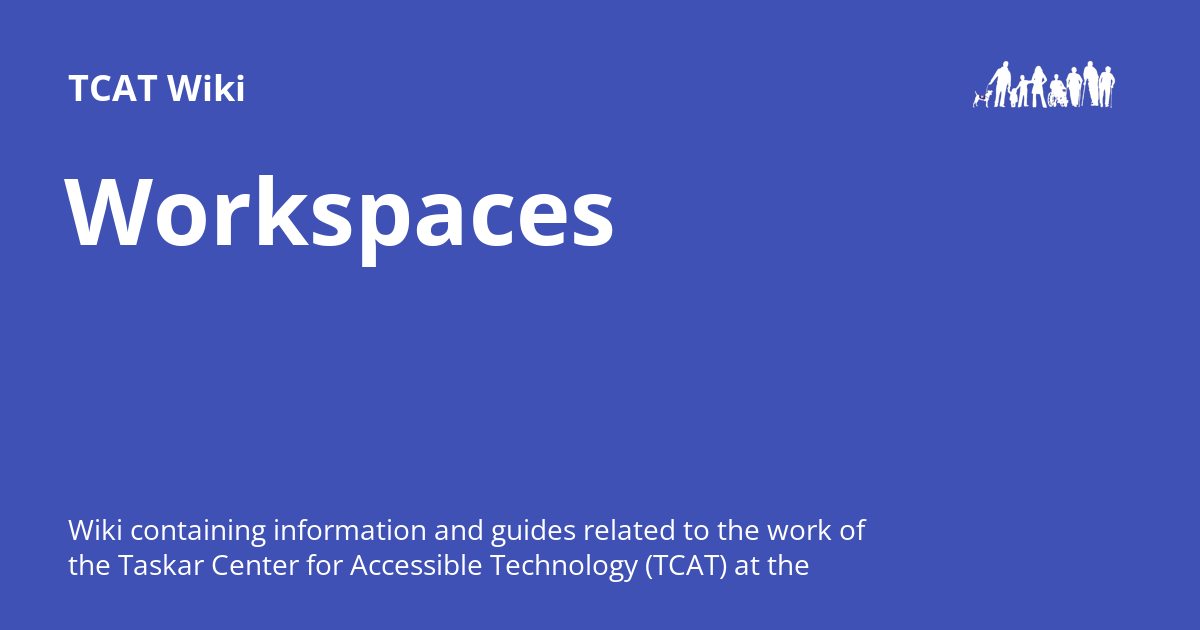 TCAT Wiki
Workspaces
Wiki containing information and guides related to the work of
the Taskar Center for Accessible Technology (TCAT) at the